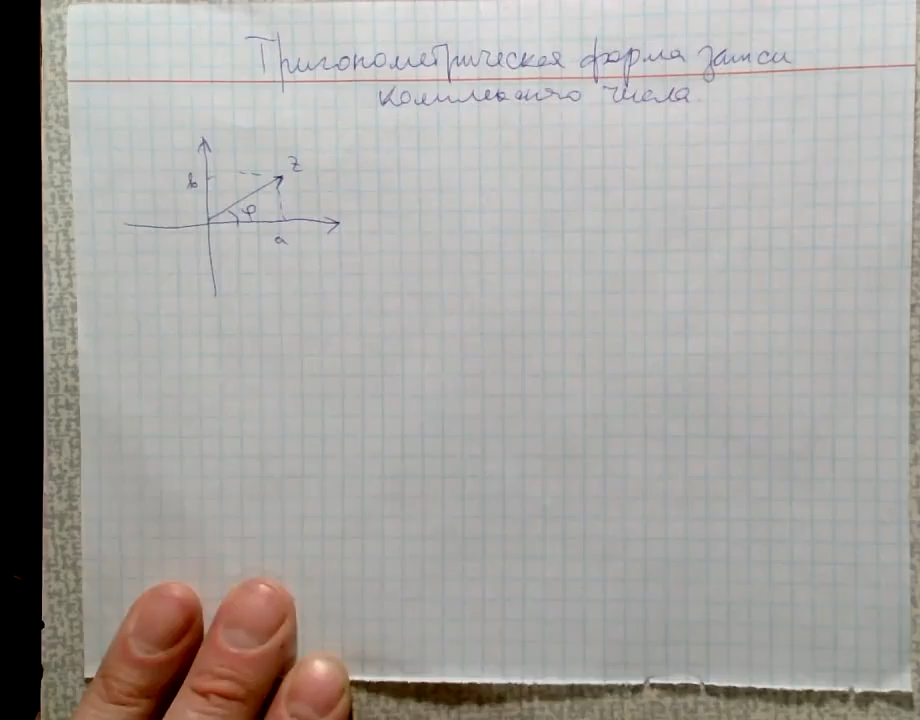 Тригонометрическая форма записи
комплексного числа.
z
b
φ
a